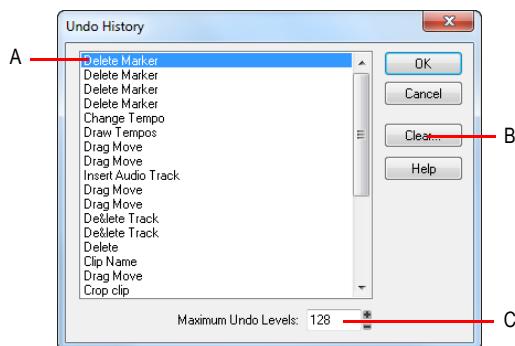 Undo History
A
Delete Marker
Delete Marker
Delete Marker
Delete Marker
Change Tempo
Draw Tempos
Drag Move
Drag Move
Insert Audio Track
Drag Move
Drag Move
De&lete Track
De&lete Track
Delete
Clip Name
Drag Move
Crop clip
OK
Cancel
Clear...
B
Help
Maximum Undo Levels: 128
C